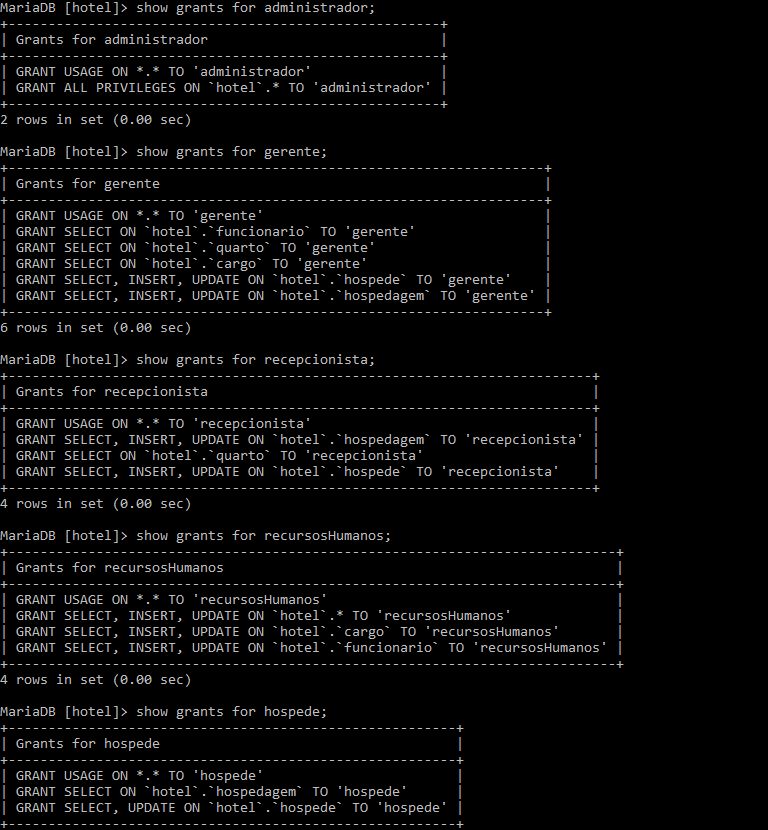 MariaDB [hotel]> show grants for administrador;
+------------------------------------------------------+
| Grants for administrador                             |
+------------------------------------------------------+
| GRANT USAGE ON *.* TO 'administrador'                |
| GRANT ALL PRIVILEGES ON `hotel`.* TO 'administrador' |
+------------------------------------------------------+
2 rows in set (0.00 sec)

MariaDB [hotel]> show grants for gerente;
+-------------------------------------------------------------------+
| Grants for gerente                                                |
+-------------------------------------------------------------------+
| GRANT USAGE ON *.* TO 'gerente'                                   |
| GRANT SELECT ON `hotel`.`funcionario` TO 'gerente'                |
| GRANT SELECT ON `hotel`.`quarto` TO 'gerente'                     |
| GRANT SELECT ON `hotel`.`cargo` TO 'gerente'                      |
| GRANT SELECT, INSERT, UPDATE ON `hotel`.`hospede` TO 'gerente'    |
| GRANT SELECT, INSERT, UPDATE ON `hotel`.`hospedagem` TO 'gerente' |
+-------------------------------------------------------------------+
6 rows in set (0.00 sec)

MariaDB [hotel]> show grants for recepcionista;
+-------------------------------------------------------------------------+
| Grants for recepcionista                                                |
+-------------------------------------------------------------------------+
| GRANT USAGE ON *.* TO 'recepcionista'                                   |
| GRANT SELECT, INSERT, UPDATE ON `hotel`.`hospedagem` TO 'recepcionista' |
| GRANT SELECT ON `hotel`.`quarto` TO 'recepcionista'                     |
| GRANT SELECT, INSERT, UPDATE ON `hotel`.`hospede` TO 'recepcionista'    |
+-------------------------------------------------------------------------+
4 rows in set (0.00 sec)

MariaDB [hotel]> show grants for recursosHumanos;
+----------------------------------------------------------------------------+
| Grants for recursosHumanos                                                 |
+----------------------------------------------------------------------------+
| GRANT USAGE ON *.* TO 'recursosHumanos'                                    |
| GRANT SELECT, INSERT, UPDATE ON `hotel`.* TO 'recursosHumanos'             |
| GRANT SELECT, INSERT, UPDATE ON `hotel`.`cargo` TO 'recursosHumanos'       |
| GRANT SELECT, INSERT, UPDATE ON `hotel`.`funcionario` TO 'recursosHumanos' |
+----------------------------------------------------------------------------+
4 rows in set (0.00 sec)

MariaDB [hotel]> show grants for hospede;
+--------------------------------------------------------+
| Grants for hospede                                     |
+--------------------------------------------------------+
| GRANT USAGE ON *.* TO 'hospede'                        |
| GRANT SELECT ON `hotel`.`hospedagem` TO 'hospede'      |
| GRANT SELECT, UPDATE ON `hotel`.`hospede` TO 'hospede' |
+--------------------------------------------------------+